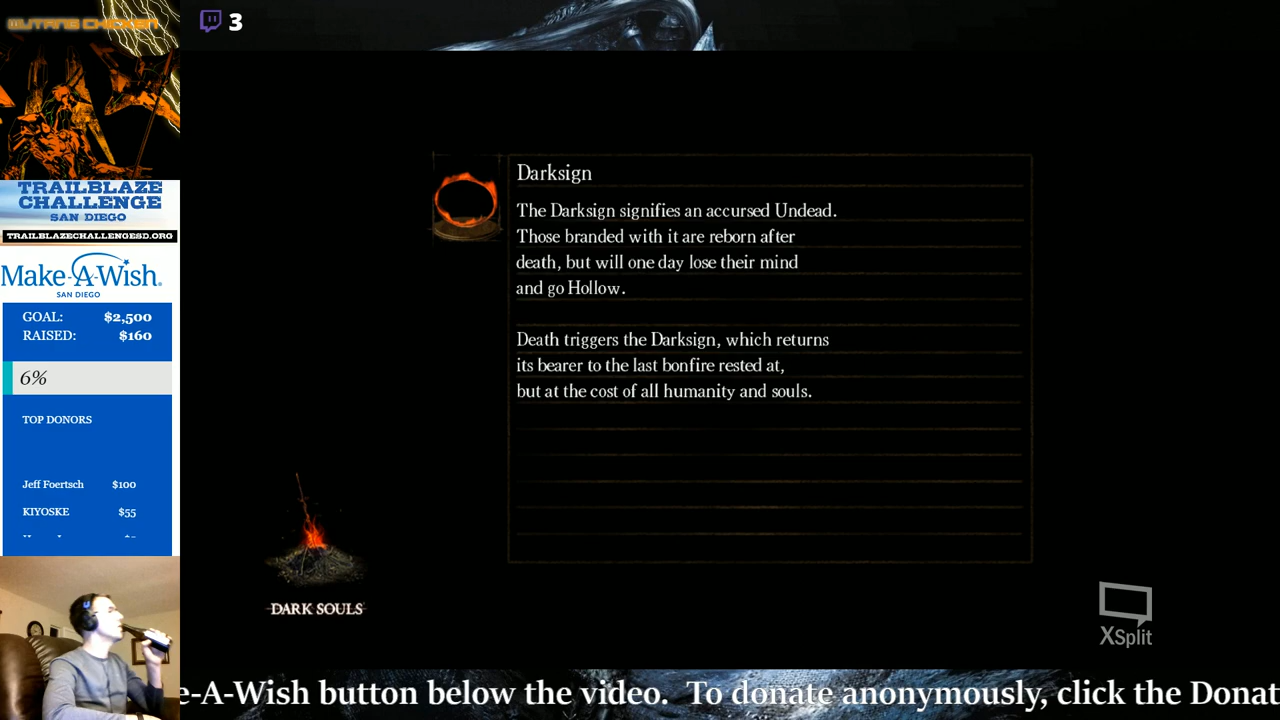 WUTANG CHICKEN
3
TRAILBLAZE
CHALLENGE
SAN DIEGO
TRAILBLAZECHALLENGESD.ORG
Make-A-Wish.
SAN DIEGO
GOAL: $2,500
RAISED: $160
6%
TOP DONORS
Jeff Foertsch $100
KIYOSKE $55
Darksign
The Darksign signifies an accursed Undead.
Those branded with it are reborn after
death, but will one day lose their mind
and go Hollow.
Death triggers the Darksign, which returns
its bearer to the last bonfire rested at,
but at the cost of all humanity and souls.
DARK SOULS
XSplit
e-A-Wish button below the video. To donate anonymously, click the Donat